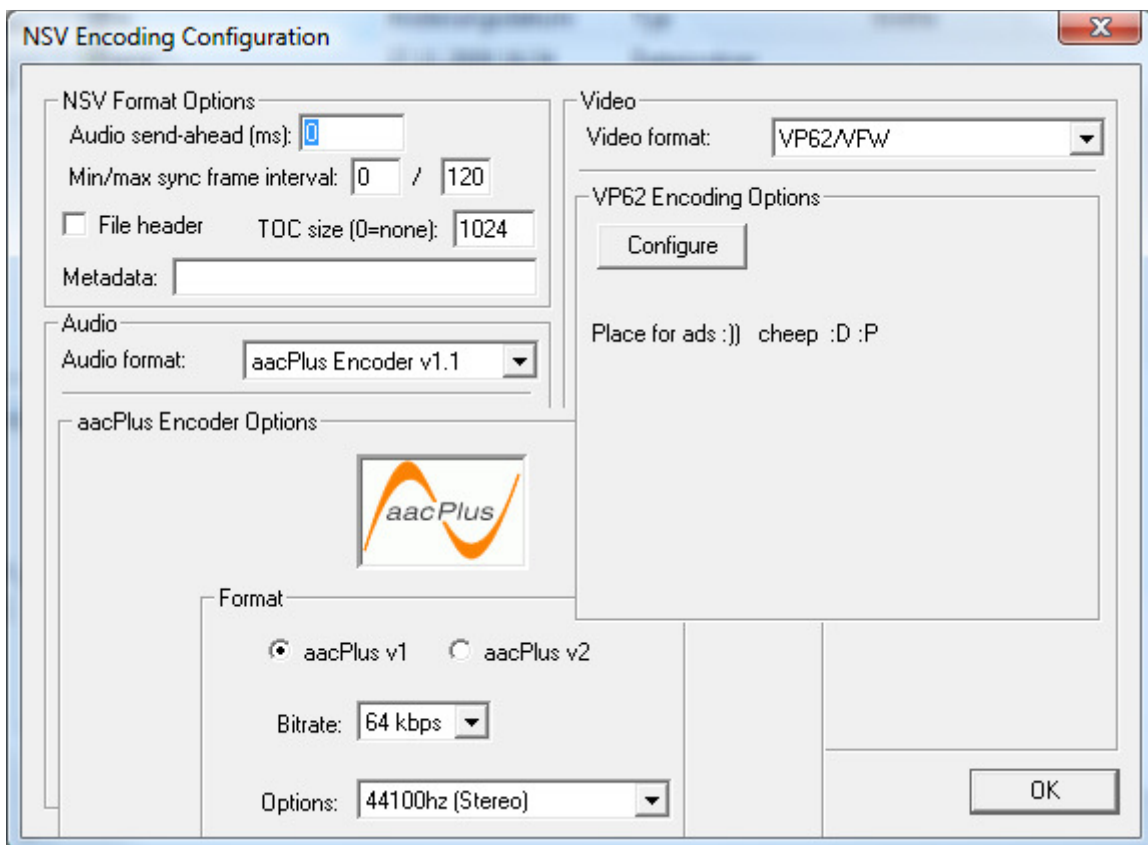 NSV Encoding Configuration
NSV Format Options
Audio send-ahead (ms): 0
Min/max sync frame interval: 0 / 120
File header TOC size (0=none): 1024
Metadata:
Audio
Audio format: aacPlus Encoder v1.1
aacPlus Encoder Options
aacPlus
Format
aacPlus v1 aacPlus v2
Bitrate: 64 kbps
Options: 44100hz (Stereo)
Video
Video format: VP62/VFW
VP62 Encoding Options
Configure
Place for ads :)) cheep :D :P
OK